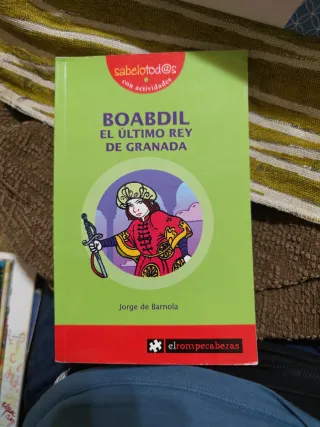 sabelotod@s
con actividades
BOABDIL
EL ÚLTIMO REY
DE GRANADA
Jorge de Barnola
elrompecabezas